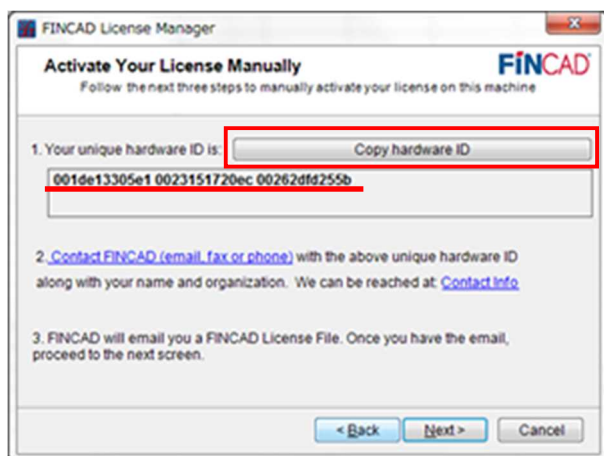 FINCAD License Manager
Activate Your License Manually
FINCAD
Follow the next three steps to manually activate your license on this machine
1. Your unique hardware ID is:
Copy hardware ID
001de13305e1 0023151720ec 00262dfd255b
2. Contact FINCAD (email, fax or phone) with the above unique hardware ID
along with your name and organization. We can be reached at: Contact Info
3. FINCAD will email you a FINCAD License File. Once you have the email,
proceed to the next screen.
< Back
Next >
Cancel